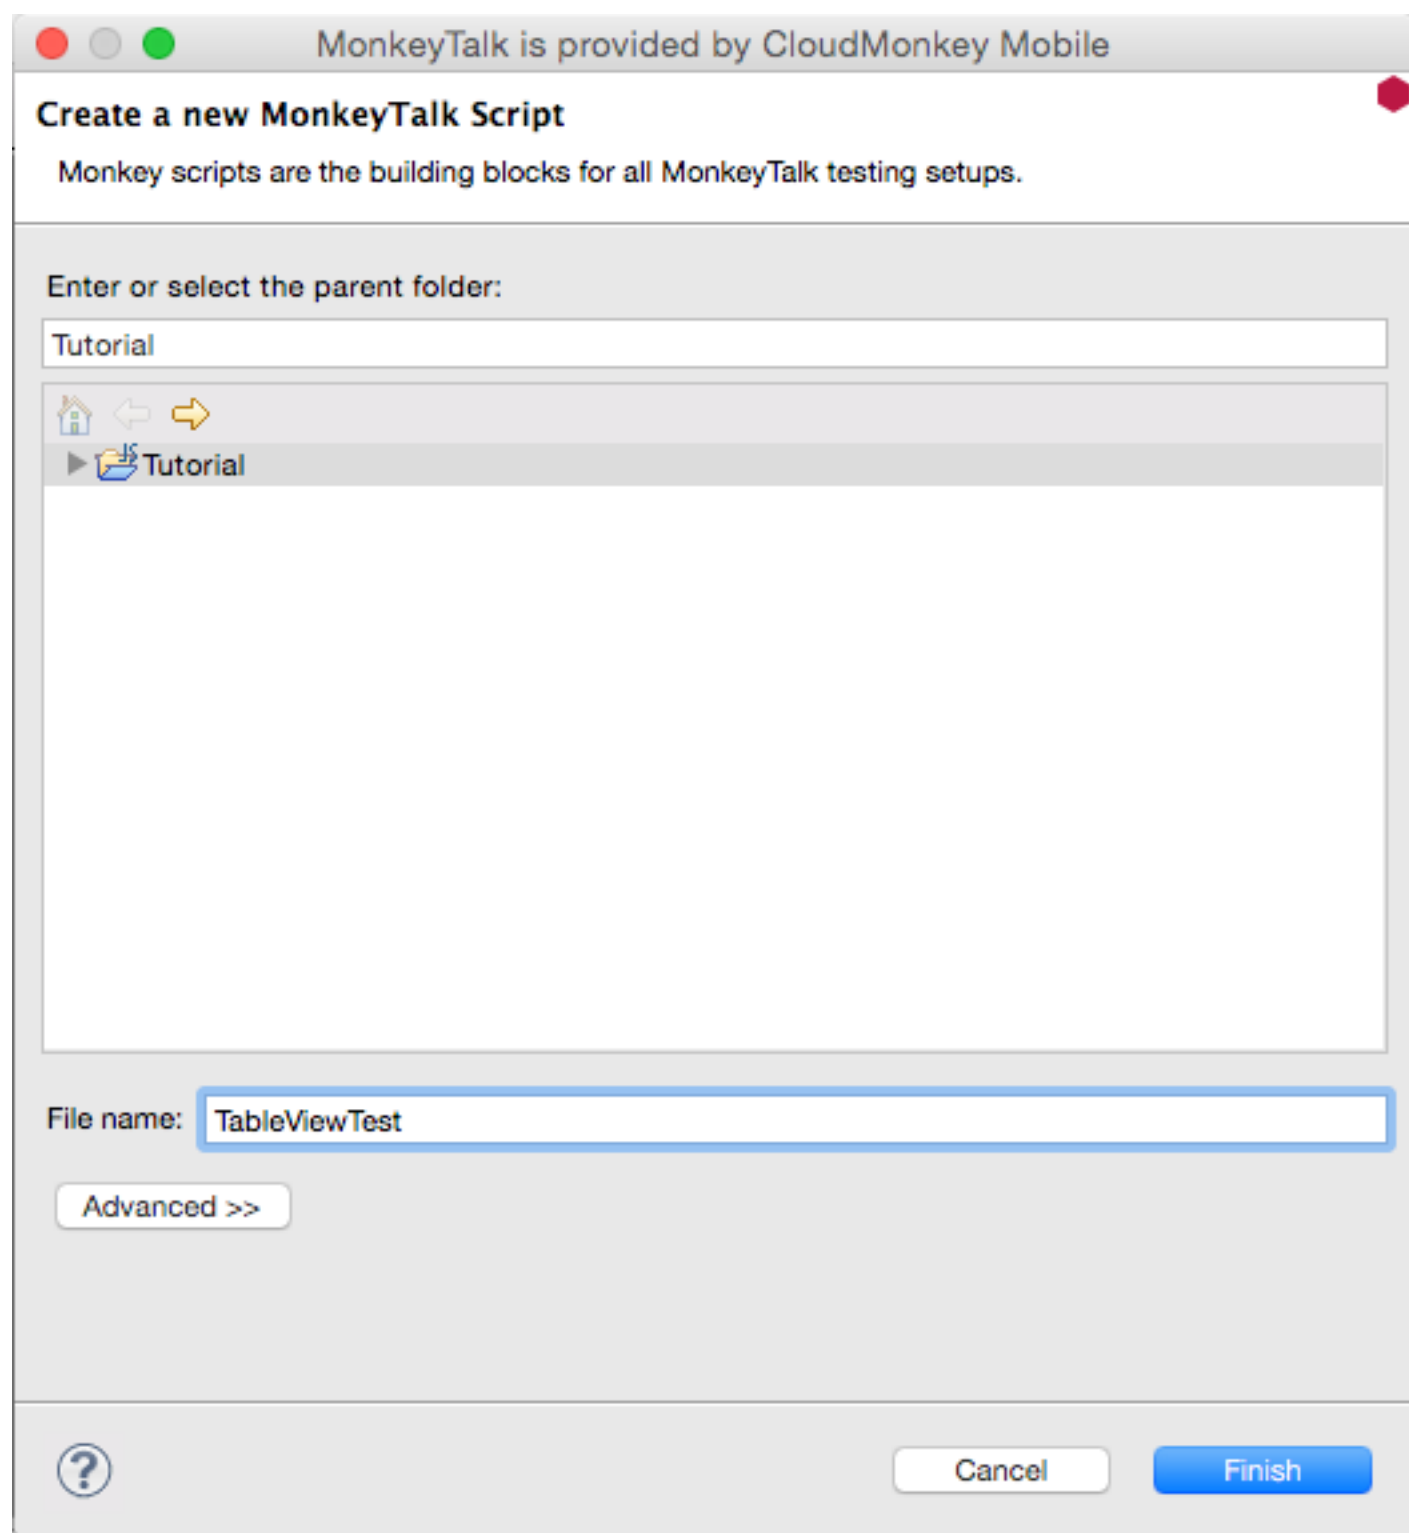 MonkeyTalk is provided by CloudMonkey Mobile
Create a new MonkeyTalk Script
Monkey scripts are the building blocks for all MonkeyTalk testing setups.
Enter or select the parent folder:
Tutorial
Tutorial
File name: TableViewTest
Advanced >>
? Cancel Finish